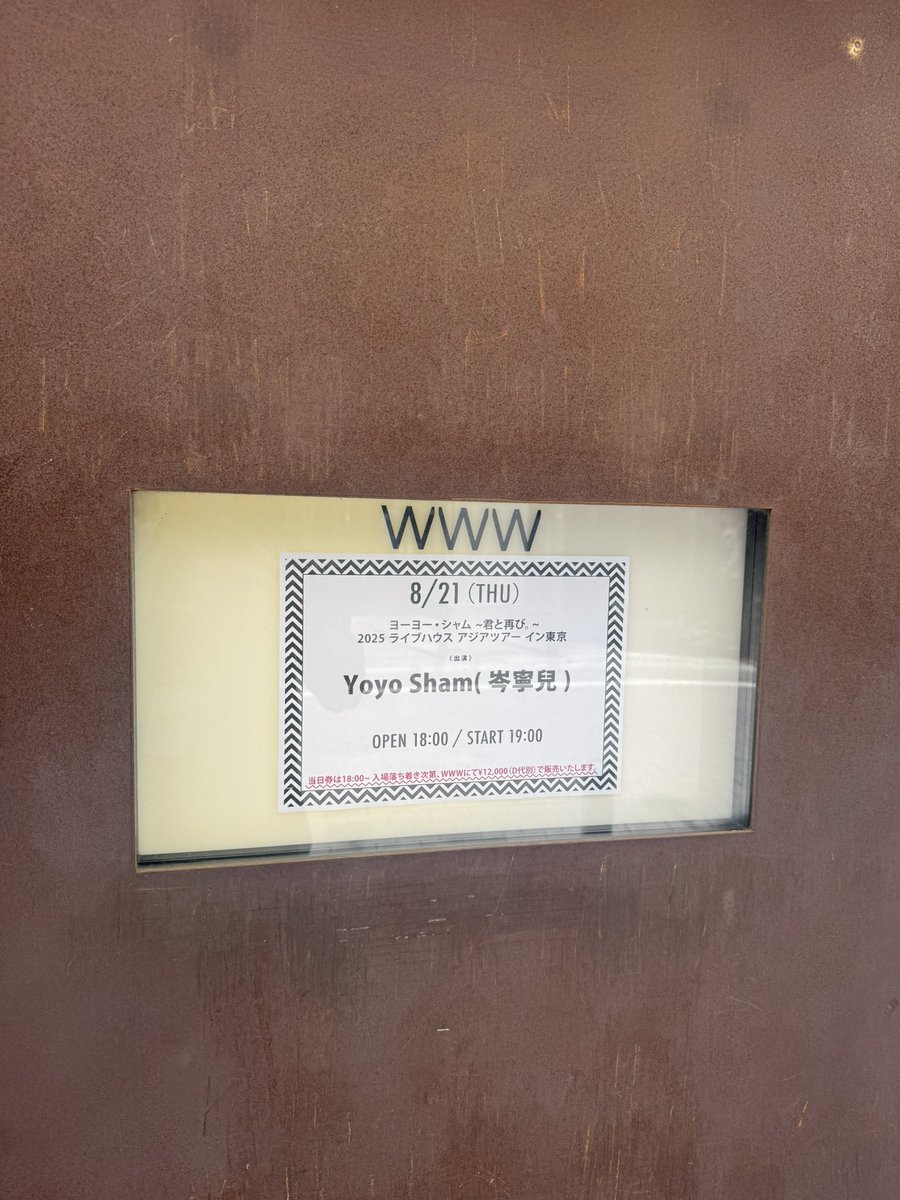 WWW
8/21(THU)
ヨーヨー・シャム ~君と再び。~
2025 ライブハウス アジアツアー イン東京
《出演》
Yoyo Sham( 岑寧兒 )
OPEN 18:00 / START 19:00
当日券は18:00~ 入場落ち着き次第、WWWにて¥12,000(D代別)で販売いたします。